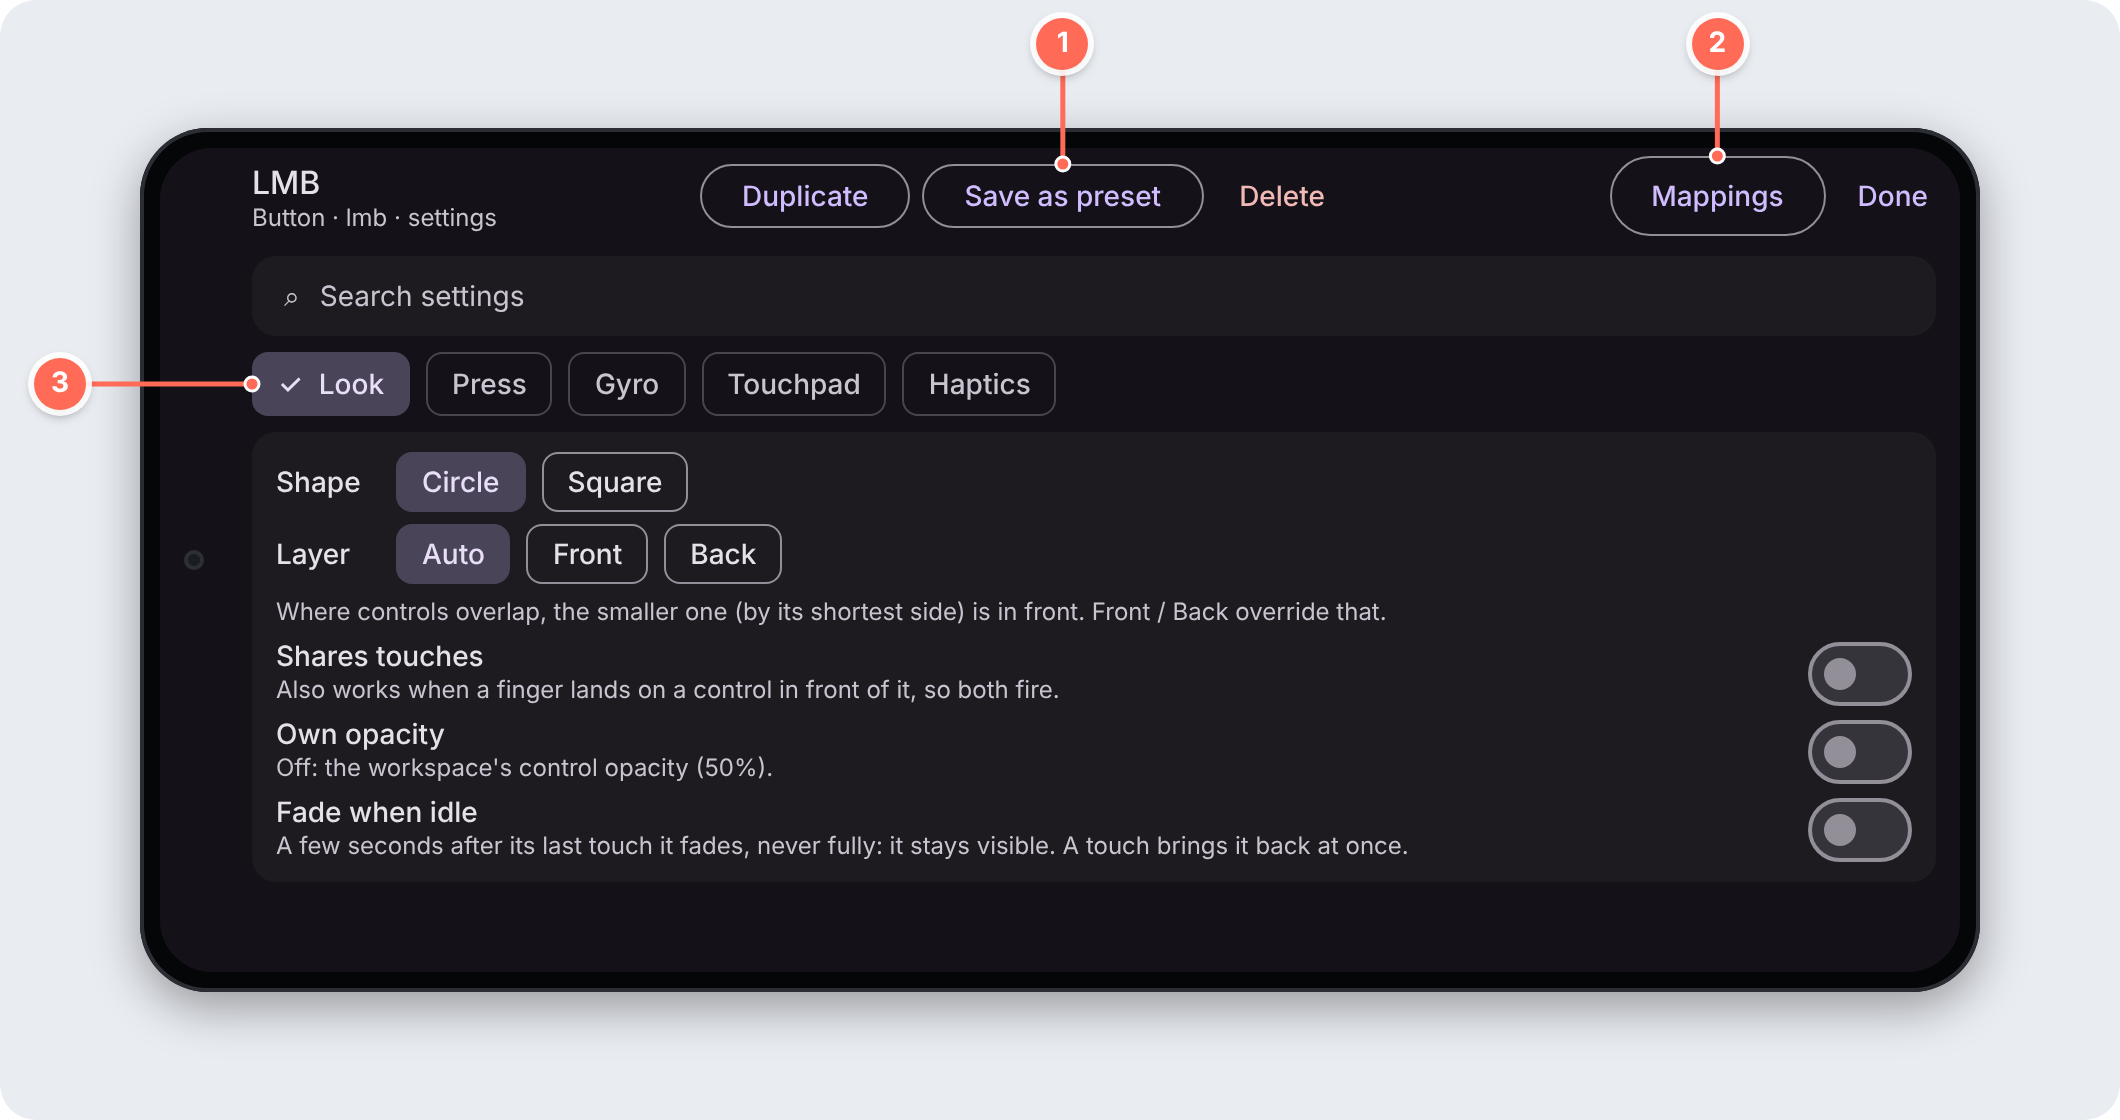 1
2
LMB
Button · lmb · settings
Duplicate
Save as preset
Delete
Mappings
Done
Search settings
3
Look
Press
Gyro
Touchpad
Haptics
Shape
Circle
Square
Layer
Auto
Front
Back
Where controls overlap, the smaller one (by its shortest side) is in front. Front / Back override that.
Shares touches
Also works when a finger lands on a control in front of it, so both fire.
Own opacity
Off: the workspace's control opacity (50%).
Fade when idle
A few seconds after its last touch it fades, never fully: it stays visible. A touch brings it back at once.